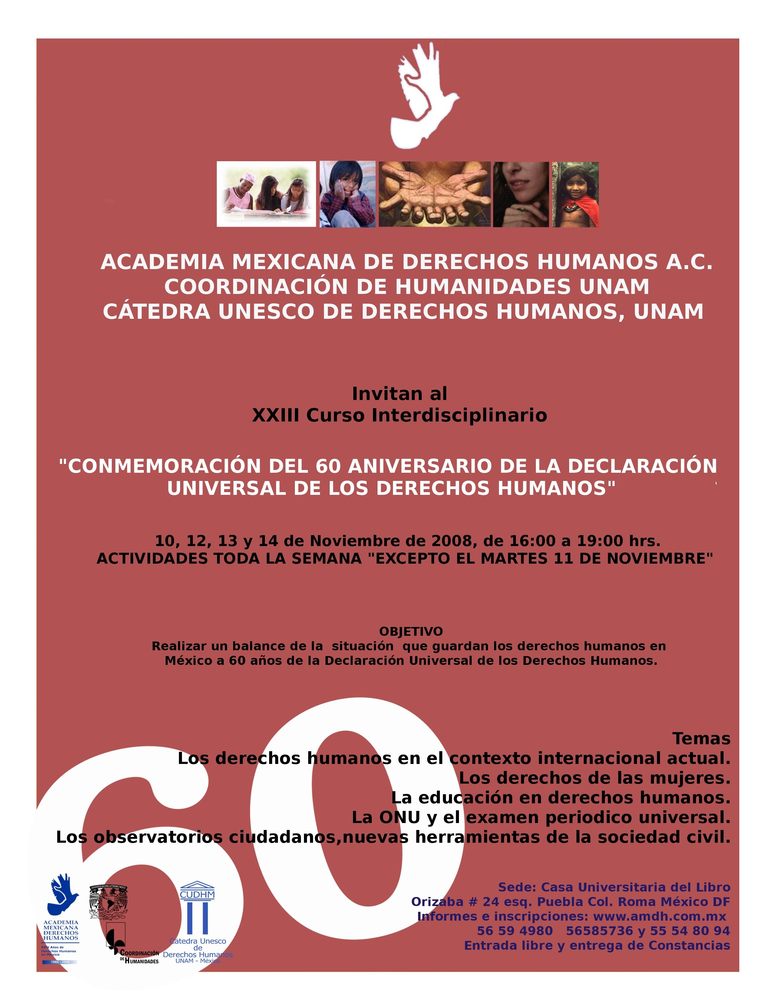 ACADEMIA MEXICANA DE DERECHOS HUMANOS A.C.
COORDINACIÓN DE HUMANIDADES UNAM
CÁTEDRA UNESCO DE DERECHOS HUMANOS, UNAM
Invitan al
XXIII Curso Interdisciplinario
"CONMEMORACIÓN DEL 60 ANIVERSARIO DE LA DECLARACIÓN
UNIVERSAL DE LOS DERECHOS HUMANOS"
10, 12, 13 y 14 de Noviembre de 2008, de 16:00 a 19:00 hrs.
ACTIVIDADES TODA LA SEMANA "EXCEPTO EL MARTES 11 DE NOVIEMBRE"
OBJETIVO
Realizar un balance de la situación que guardan los derechos humanos en
México a 60 años de la Declaración Universal de los Derechos Humanos.
60
Temas
Los derechos humanos en el contexto internacional actual.
Los derechos de las mujeres.
La educación en derechos humanos.
La ONU y el examen periodico universal.
Los observatorios ciudadanos,nuevas herramientas de la sociedad civil.
Sede: Casa Universitaria del Libro
Orizaba # 24 esq. Puebla Col. Roma México DF
Informes e inscripciones: www.amdh.com.mx
56 59 4980 56585736 y 55 54 80 94
Entrada libre y entrega de Constancias
ACADEMIA
MEXICANA
DERECHOS
HUMANOS
XXIV Años de
Derechos Humanos
en México
1984 - 2008
UNIVERSIDAD NACIONAL AUTONOMA DE MEXICO
COORDINACIÓN
DE HUMANIDADES
CUDHM
Cátedra Unesco
de
Derechos Humanos
UNAM - México